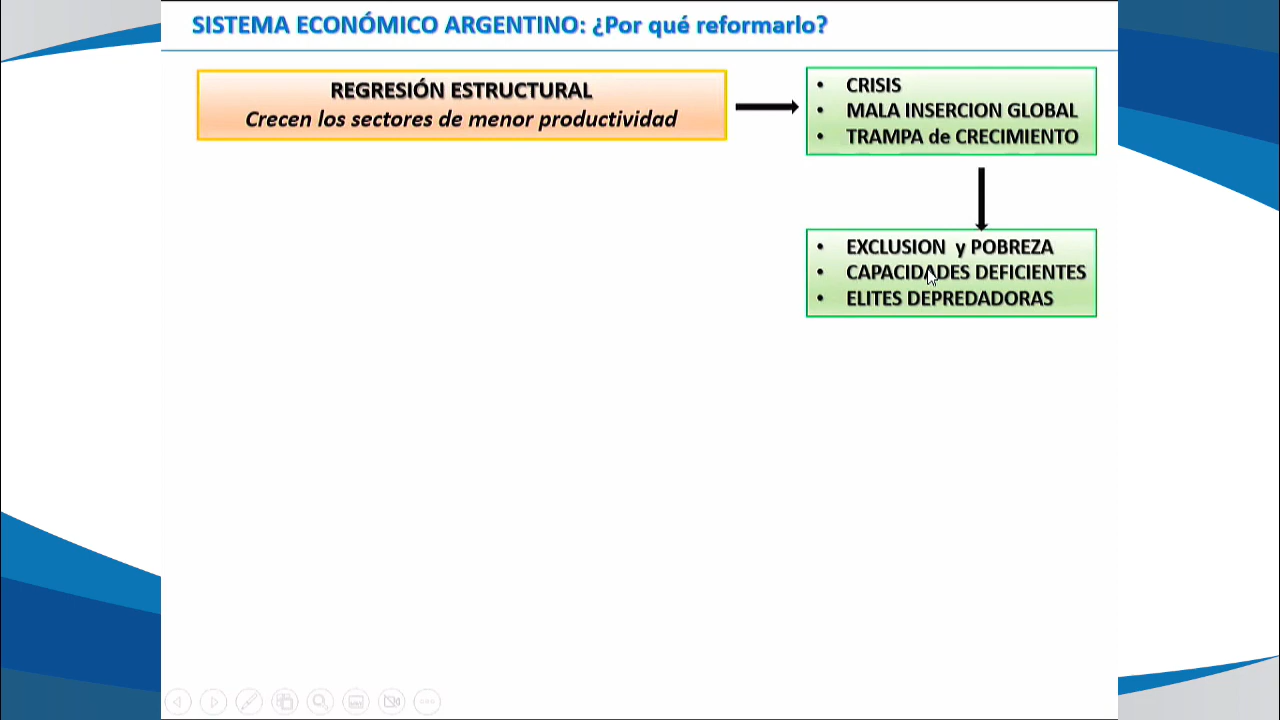 SISTEMA ECONÓMICO ARGENTINO: ¿Por qué reformarlo?
REGRESIÓN ESTRUCTURAL
Crecen los sectores de menor productividad
• CRISIS
• MALA INSERCION GLOBAL
• TRAMPA de CRECIMIENTO
• EXCLUSION y POBREZA
• CAPACIDADES DEFICIENTES
• ELITES DEPREDADORAS